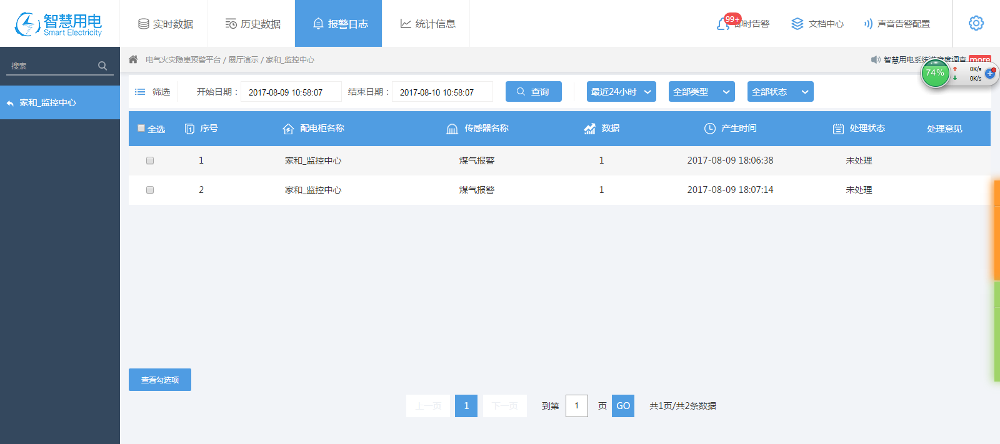 智慧用电
Smart Electricity
实时数据
历史数据
报警日志
统计信息
99+
即时告警
文档中心
声音告警配置
搜索
家和_监控中心
电气火灾隐患预警平台 / 展厅演示 / 家和_监控中心
智慧用电系统满意度调查 more
74%
0K/s
0K/s
筛选 开始日期： 2017-08-09 10:58:07 结束日期： 2017-08-10 10:58:07 查询 最近24小时 全部类型 全部状态
全选 序号 配电柜名称 传感器名称 数据 产生时间 处理状态 处理意见
1 家和_监控中心 煤气报警 1 2017-08-09 18:06:38 未处理
2 家和_监控中心 煤气报警 1 2017-08-09 18:07:14 未处理
查看勾选项
上一页 1 下一页 到第 1 页 GO 共1页/共2条数据